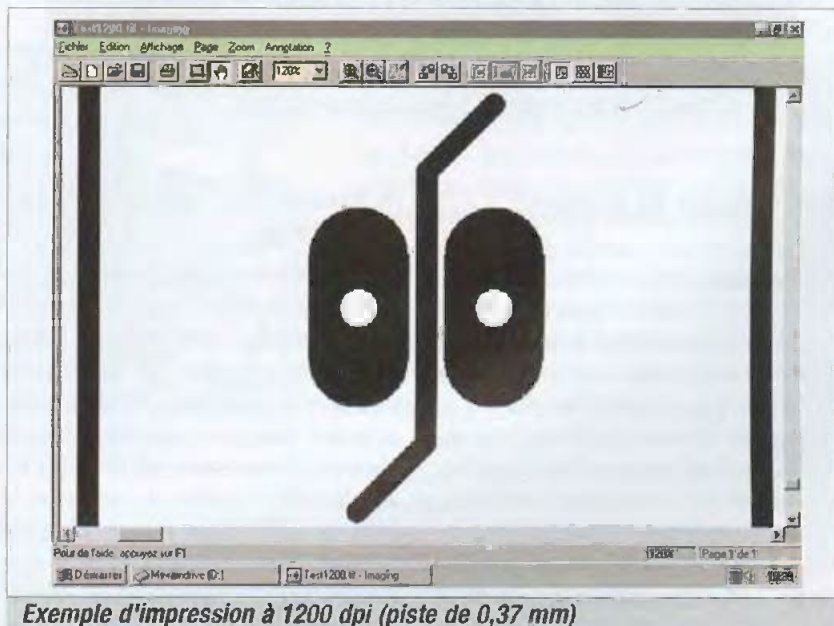 Test1200.tif - Imaging
Fichier Edition Affichage Page Zoom Annotation ?
120%
Pour de l'aide, appuyez sur F1
120% Page 1 de 1
Démarrer (D:) Test1200.tif - Imaging
Exemple d'impression à 1200 dpi (piste de 0,37 mm)